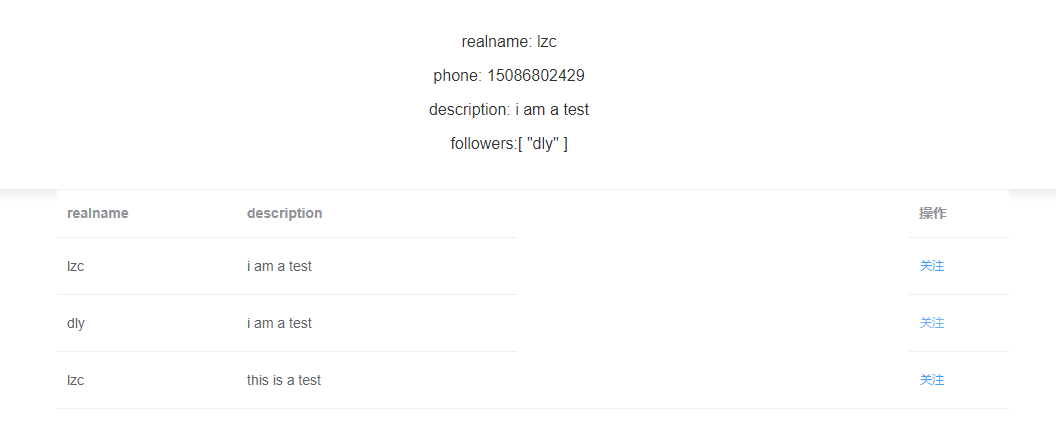 realname: lzc
phone: 15086802429
description: i am a test
followers:[ "dly" ]
realname description 操作
lzc i am a test 关注
dly i am a test 关注
lzc this is a test 关注